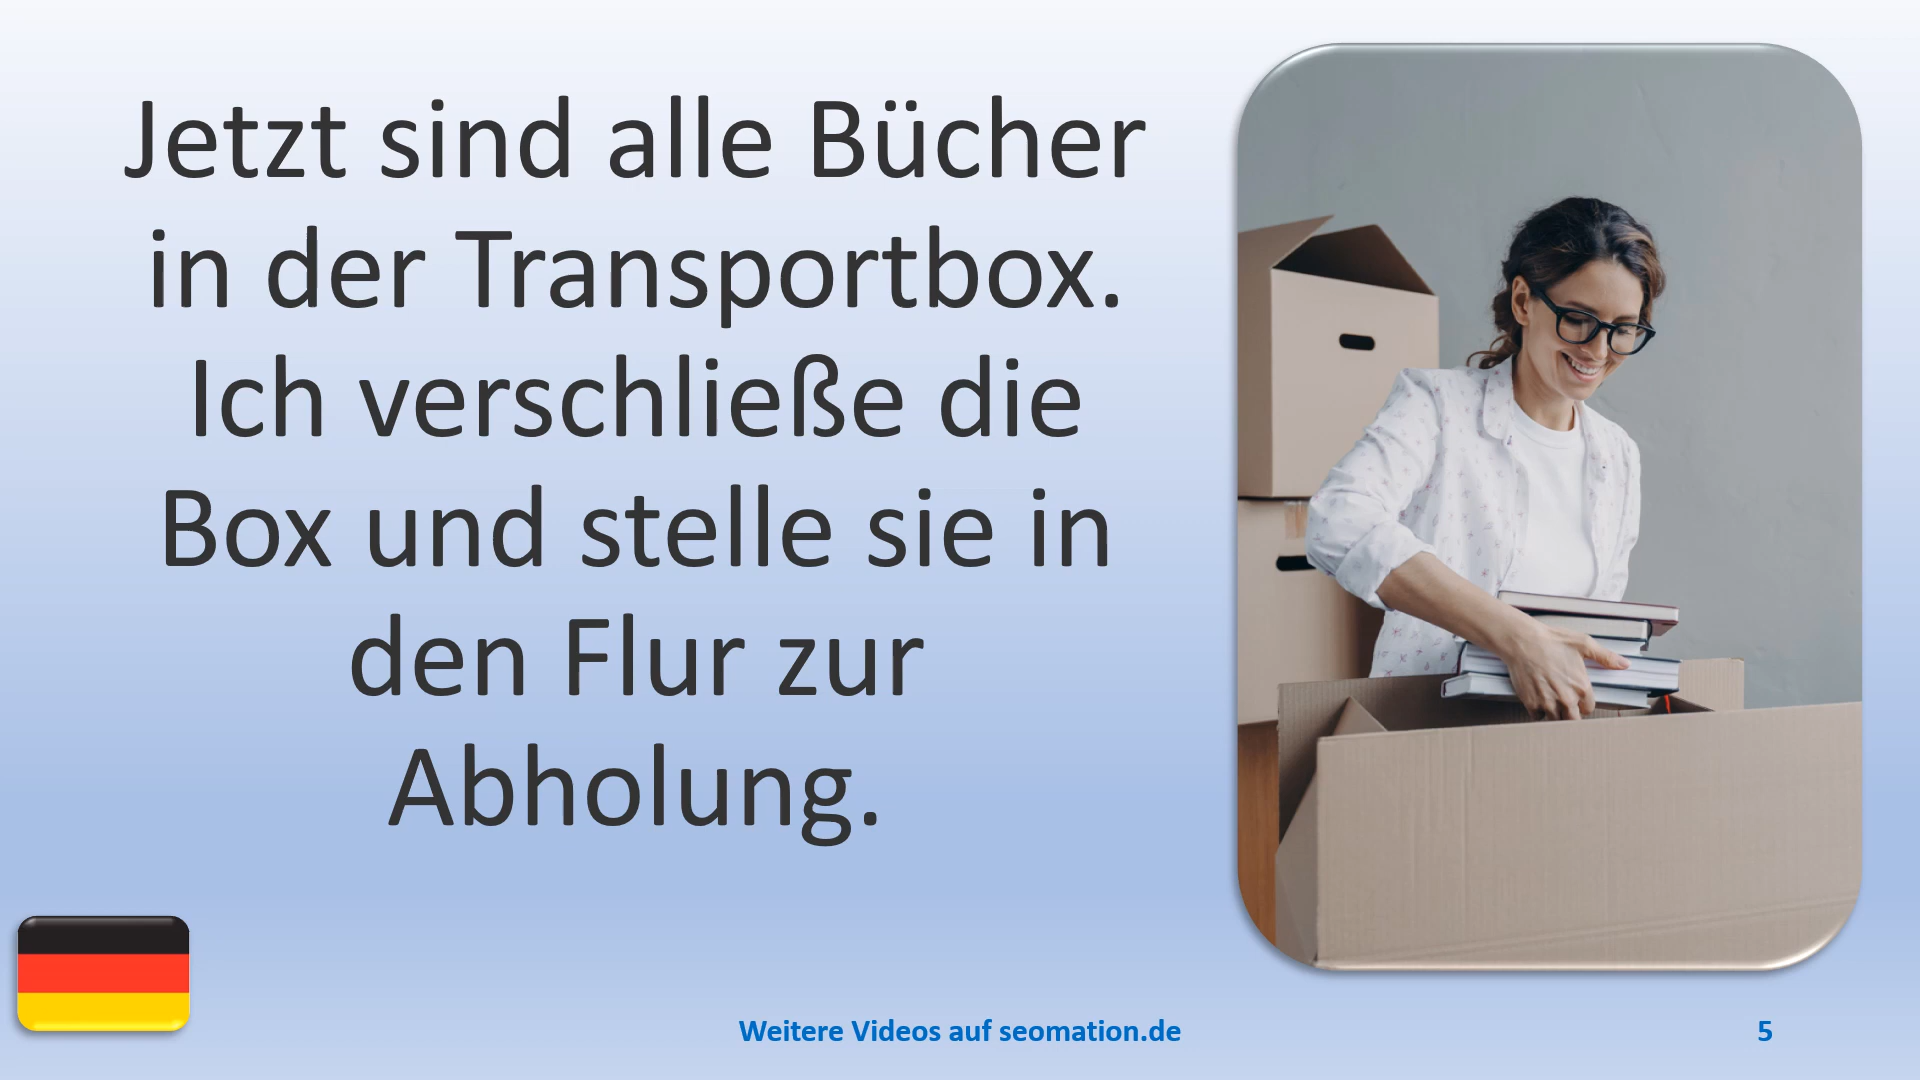 Jetzt sind alle Bücher
in der Transportbox.
Ich verschließe die
Box und stelle sie in
den Flur zur
Abholung.
Weitere Videos auf seomation.de
5